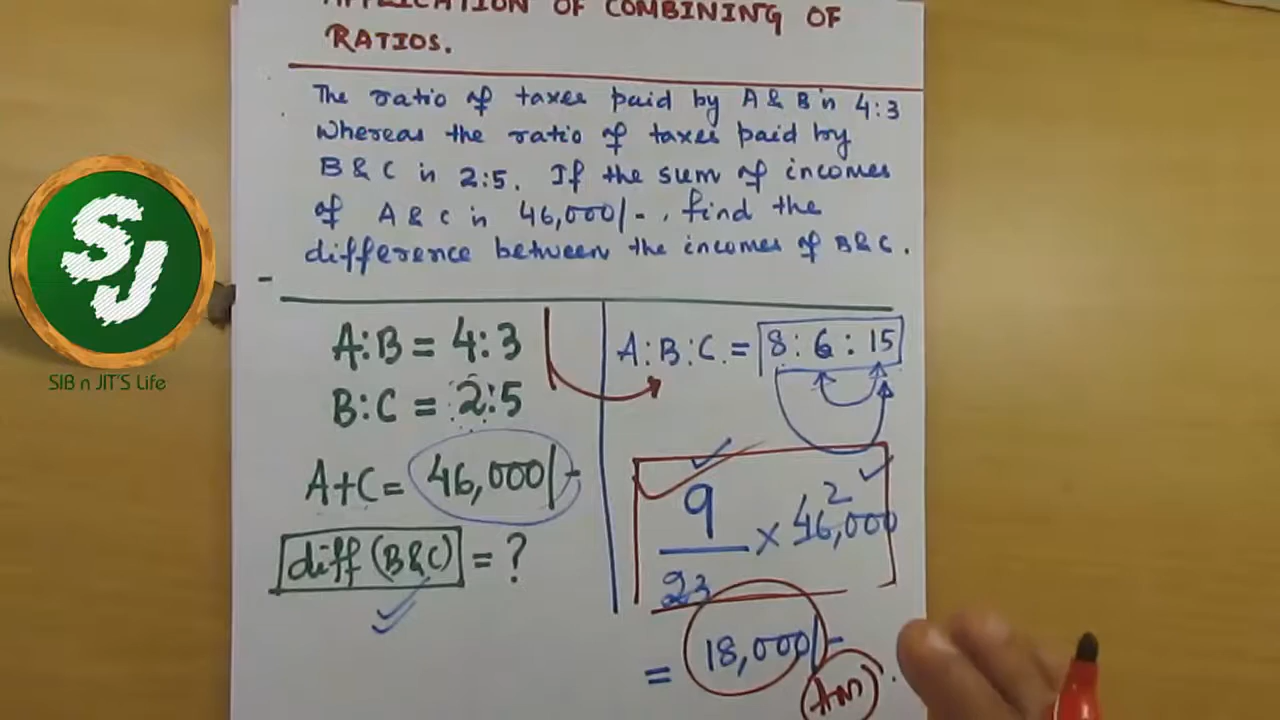 APPLICATION OF COMBINING OF
RATIOS.
The ratio of taxes paid by A & B is 4:3
Whereas the ratio of taxes paid by
B & C is 2:5. If the sum of incomes
of A & C is 46,000/-, find the
difference between the incomes of B & C.
A:B = 4:3
B:C = 2:5
A+C = 46,000/-
diff (B&C) = ?
A:B:C = 8:6:15
9
2
23 × 46,000
= 18,000/-
Ans
SJ
SIB n JIT'S Life